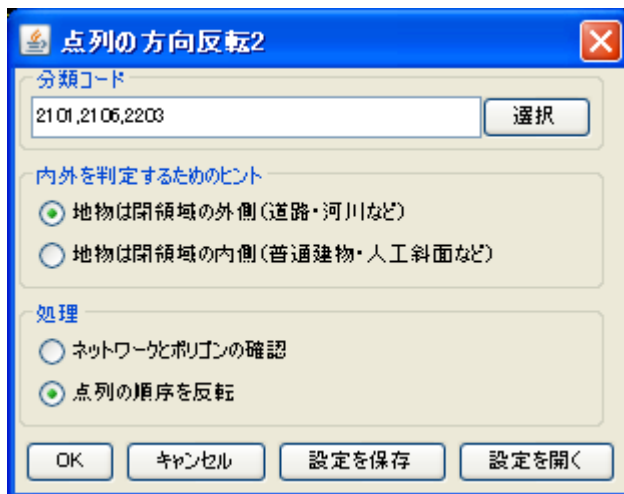 点列の方向反転2
分類コード
2101,2106,2203
選択
内外を判定するためのヒント
地物は閉領域の外側(道路・河川など)
地物は閉領域の内側(普通建物・人工斜面など)
処理
ネットワークとポリゴンの確認
点列の順序を反転
OK キャンセル 設定を保存 設定を開く